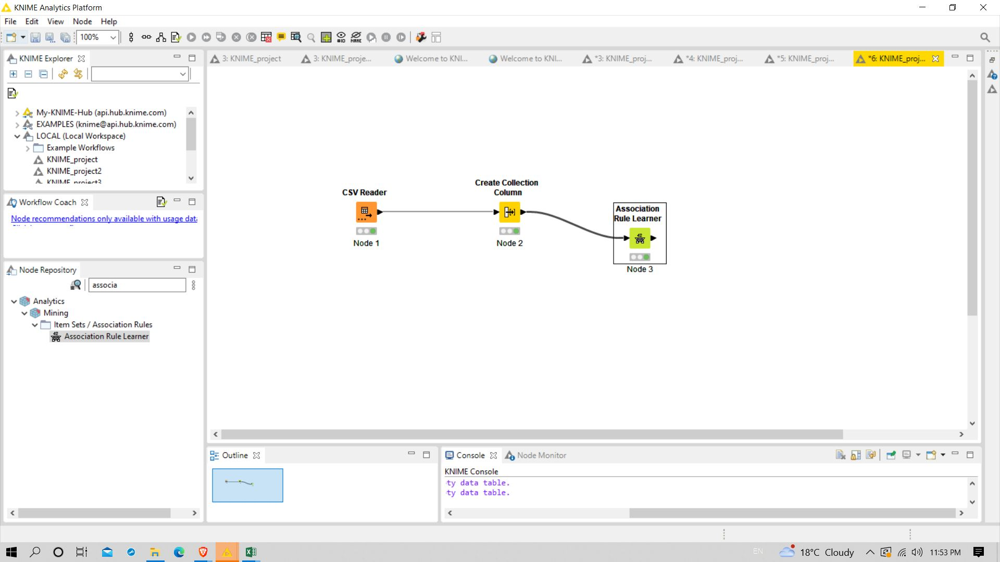 KNIME Analytics Platform
File Edit View Node Help
100%
#ID
NAME
KNIME Explorer
3: KNIME_project
3: KNIME_proje...
Welcome to KNI...
Welcome to KNI...
*3: KNIME_proj...
*4: KNIME_proj...
*5: KNIME_proj...
*6: KNIME_proj...
My-KNIME-Hub (api.hub.knime.com)
EXAMPLES (knime@api.hub.knime.com)
LOCAL (Local Workspace)
Example Workflows
KNIME_project
KNIME_project2
KNIME_project3
Workflow Coach
Node recommendations only available with usage data
Node Repository
associa
Analytics
Mining
Item Sets / Association Rules
42
Association Rule Learner
CSV Reader
Node 1
Create Collection
Column
Node 2
Association
Rule Learner
42
Node 3
Outline
Console
Node Monitor
KNIME Console
ty data table.
ty data table.
EN
18°C Cloudy
11:53 PM